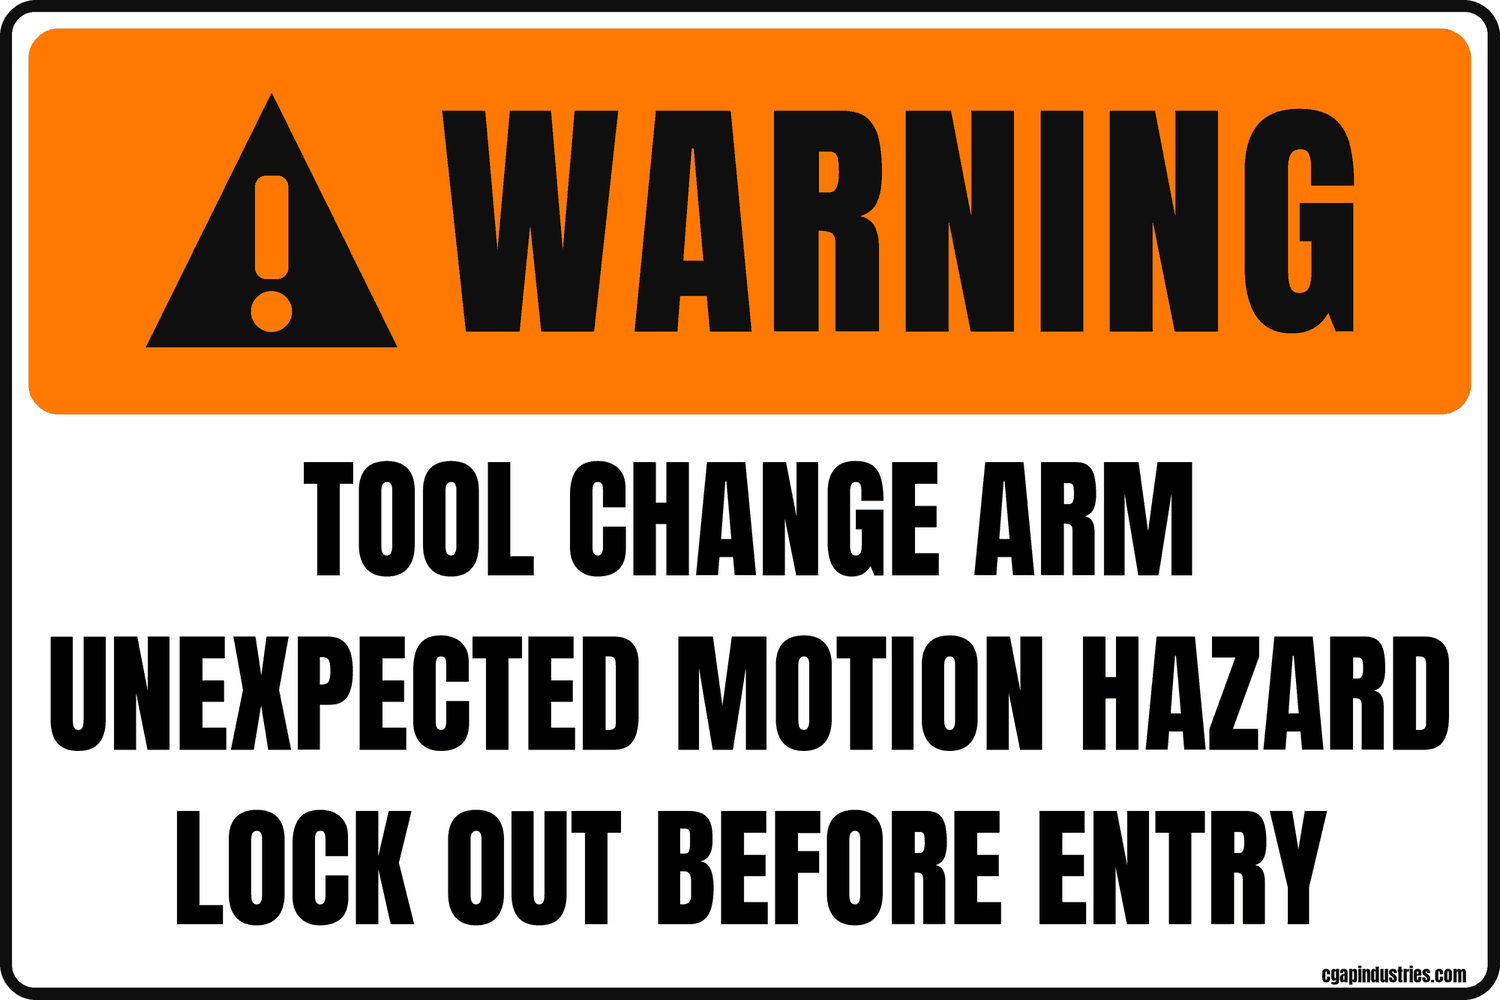 WARNING
TOOL CHANGE ARM
UNEXPECTED MOTION HAZARD
LOCK OUT BEFORE ENTRY
cgapindustries.com